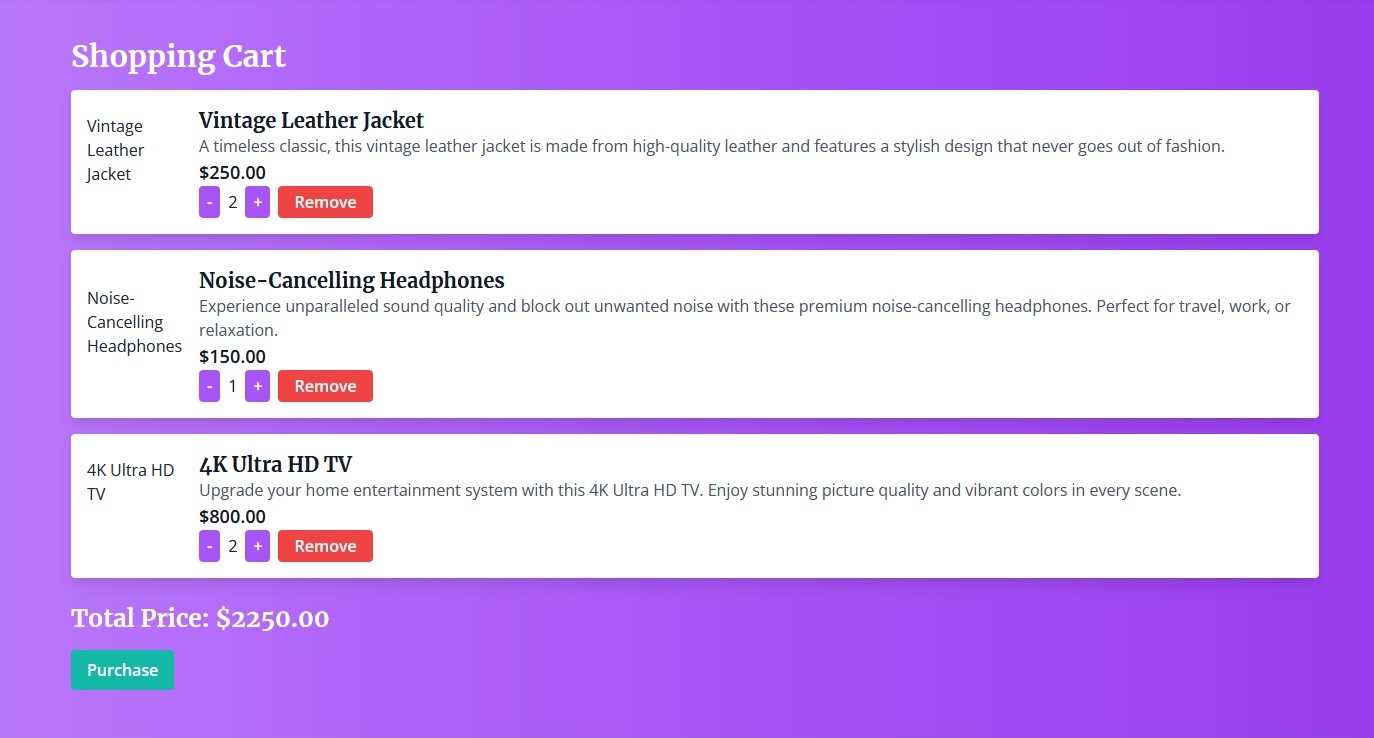 Shopping Cart
Vintage
Leather
Jacket
Vintage Leather Jacket
A timeless classic, this vintage leather jacket is made from high-quality leather and features a stylish design that never goes out of fashion.
$250.00
- 2 + Remove
Noise-
Cancelling
Headphones
Noise-Cancelling Headphones
Experience unparalleled sound quality and block out unwanted noise with these premium noise-cancelling headphones. Perfect for travel, work, or
relaxation.
$150.00
- 1 + Remove
4K Ultra HD
TV
4K Ultra HD TV
Upgrade your home entertainment system with this 4K Ultra HD TV. Enjoy stunning picture quality and vibrant colors in every scene.
$800.00
- 2 + Remove
Total Price: $2250.00
Purchase